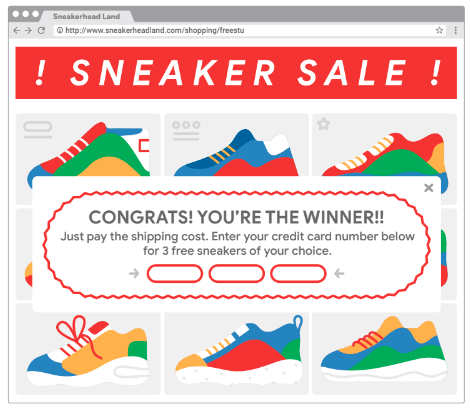 Sneakerhead Land
http://www.sneakerheadland.com/shopping/freestu
! SNEAKER SALE !
CONGRATS! YOU'RE THE WINNER!!
Just pay the shipping cost. Enter your credit card number below
for 3 free sneakers of your choice.